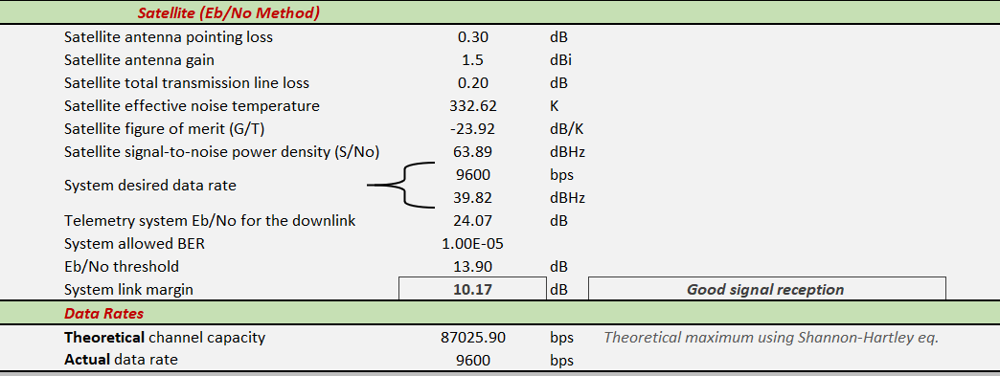 Satellite (Eb/No Method)
Satellite antenna pointing loss 0.30 dB
Satellite antenna gain 1.5 dBi
Satellite total transmission line loss 0.20 dB
Satellite effective noise temperature 332.62 K
Satellite figure of merit (G/T) -23.92 dB/K
Satellite signal-to-noise power density (S/No) 63.89 dBHz
9600 bps
System desired data rate
39.82 dBHz
Telemetry system Eb/No for the downlink 24.07 dB
System allowed BER 1.00E-05
Eb/No threshold 13.90 dB
System link margin 10.17 dB Good signal reception
Data Rates
Theoretical channel capacity 87025.90 bps Theoretical maximum using Shannon-Hartley eq.
Actual data rate 9600 bps